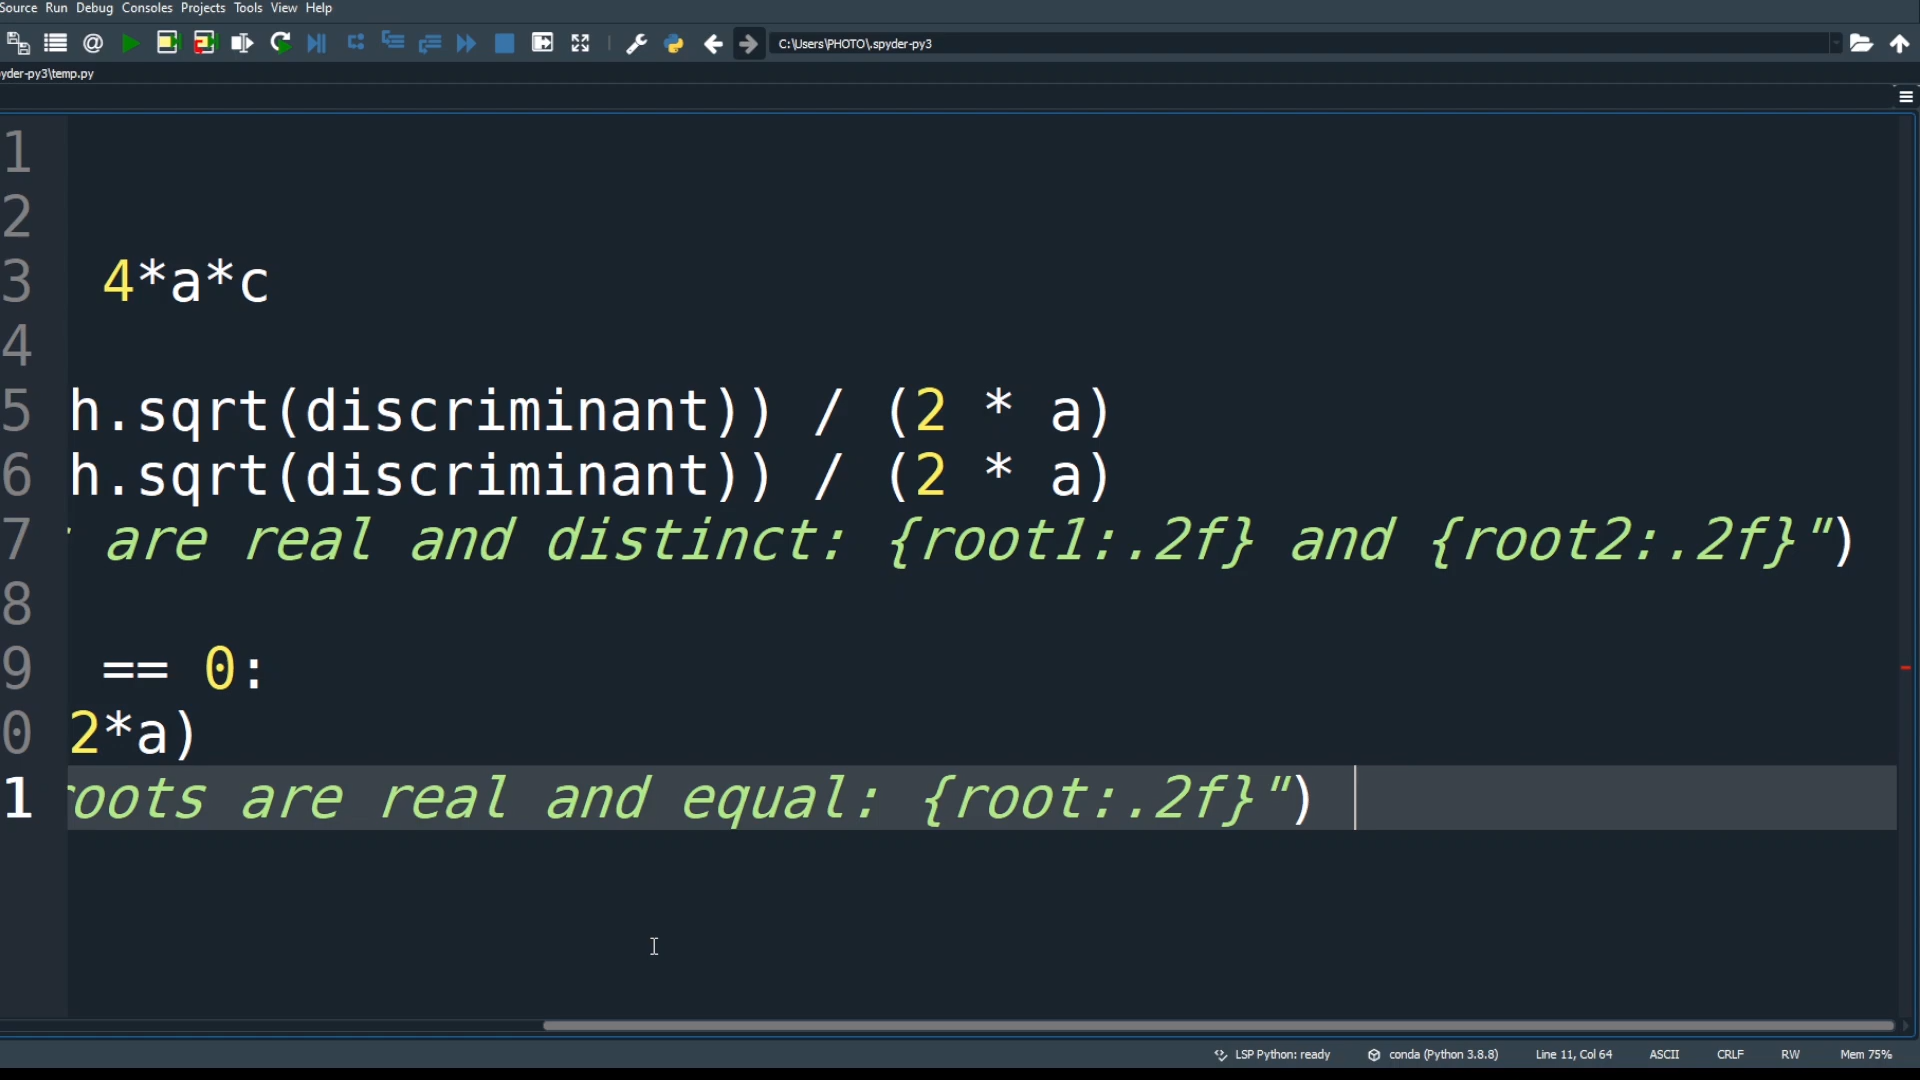 Source Run Debug Consoles Projects Tools View Help
C:\Users\PHOTO\.spyder-py3
yder-py3\temp.py
1
2
3 4*a*c
4
5 h.sqrt(discriminant)) / (2 * a)
6 h.sqrt(discriminant)) / (2 * a)
7 are real and distinct: {root1:.2f} and {root2:.2f}")
8
9 == 0:
0 2*a)
1 roots are real and equal: {root:.2f}")
LSP Python: ready conda (Python 3.8.8) Line 11, Col 64 ASCII CRLF RW Mem 75%